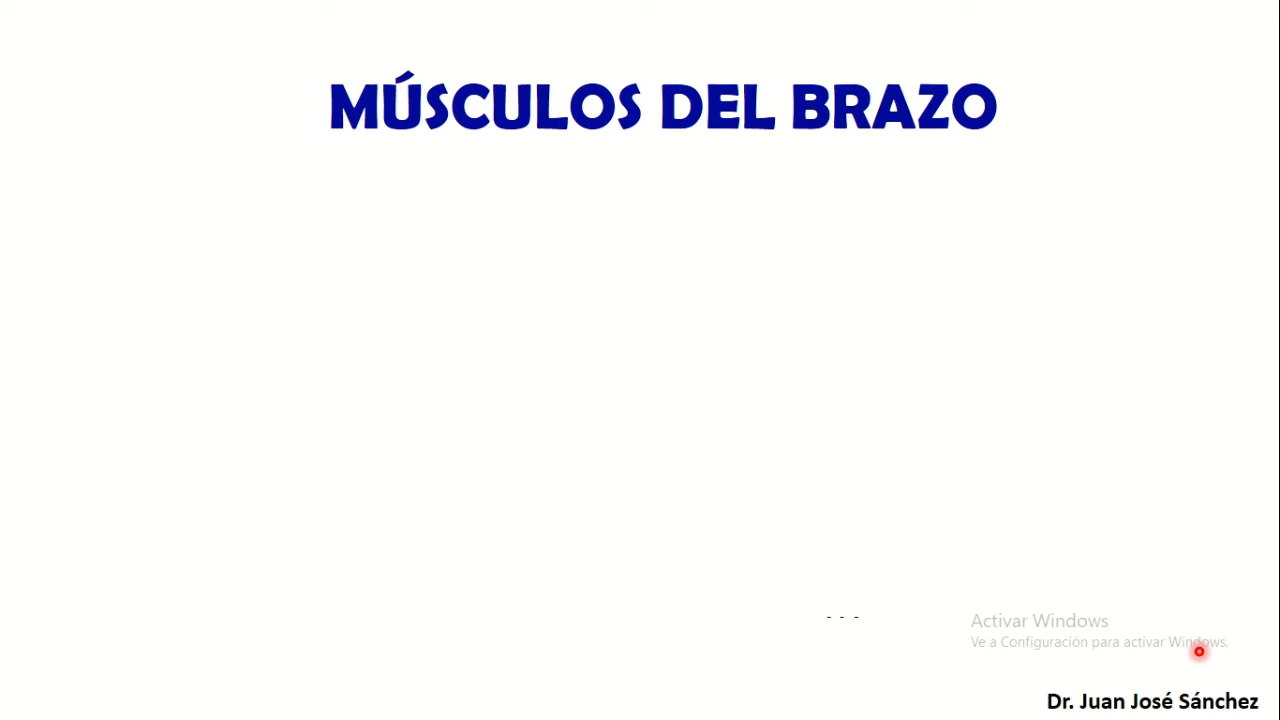 MÚSCULOS DEL BRAZO
- - -
Activar Windows
Ve a Configuración para activar Windows.
Dr. Juan José Sánchez